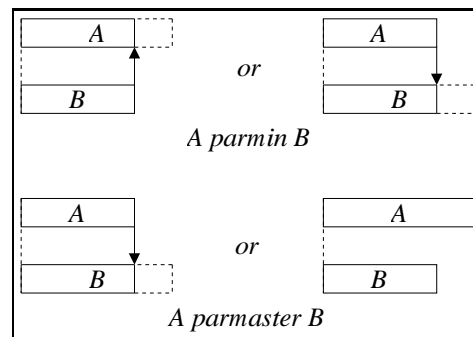 A A
or
B B
A parmin B
A A
or
B B
A parmaster B